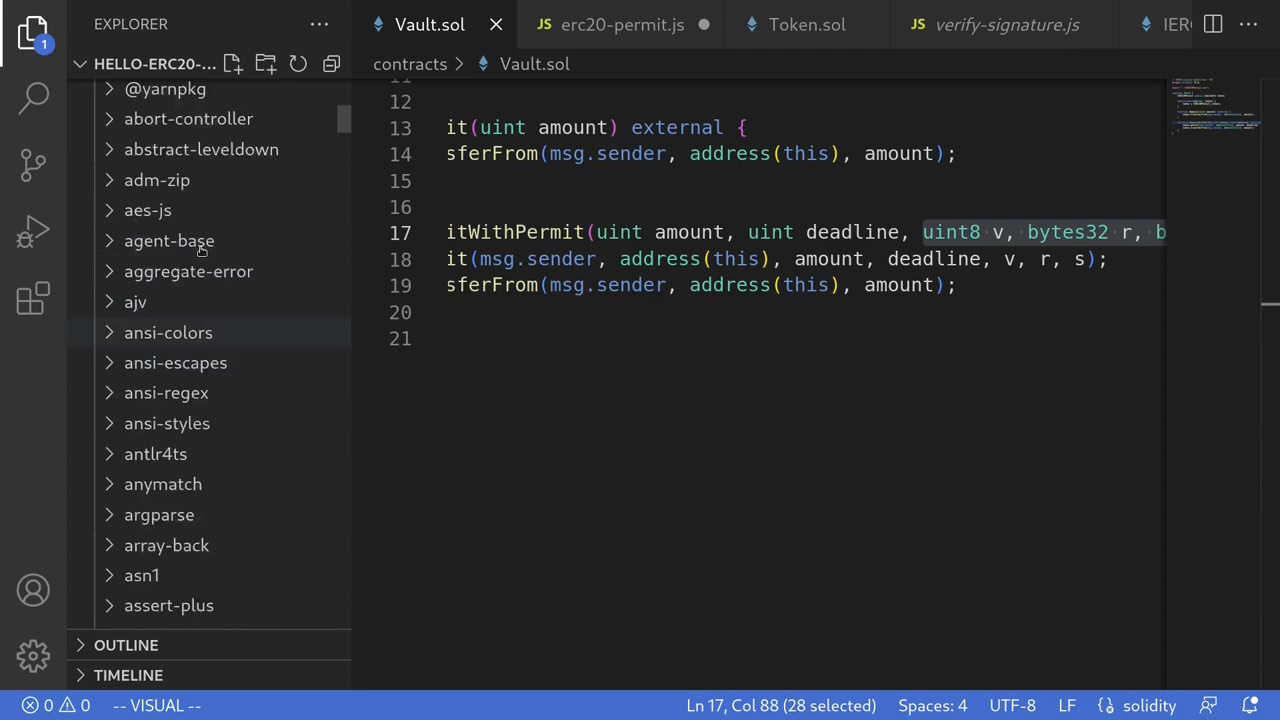 EXPLORER
Vault.sol
JS erc20-permit.js
Token.sol
JS verify-signature.js
IER
1
HELLO-ERC20-...
contracts
Vault.sol
@yarnpkg
abort-controller
abstract-leveldown
adm-zip
aes-js
agent-base
aggregate-error
ajv
ansi-colors
ansi-escapes
ansi-regex
ansi-styles
antlr4ts
anymatch
argparse
array-back
asn1
assert-plus
OUTLINE
TIMELINE
12
13 it(uint amount) external {
14 sferFrom(msg.sender, address(this), amount);
15
16
17 itWithPermit(uint amount, uint deadline, uint8 v, bytes32 r, b
18 it(msg.sender, address(this), amount, deadline, v, r, s);
19 sferFrom(msg.sender, address(this), amount);
20
21
0 0 -- VISUAL -- Ln 17, Col 88 (28 selected) Spaces: 4 UTF-8 LF solidity